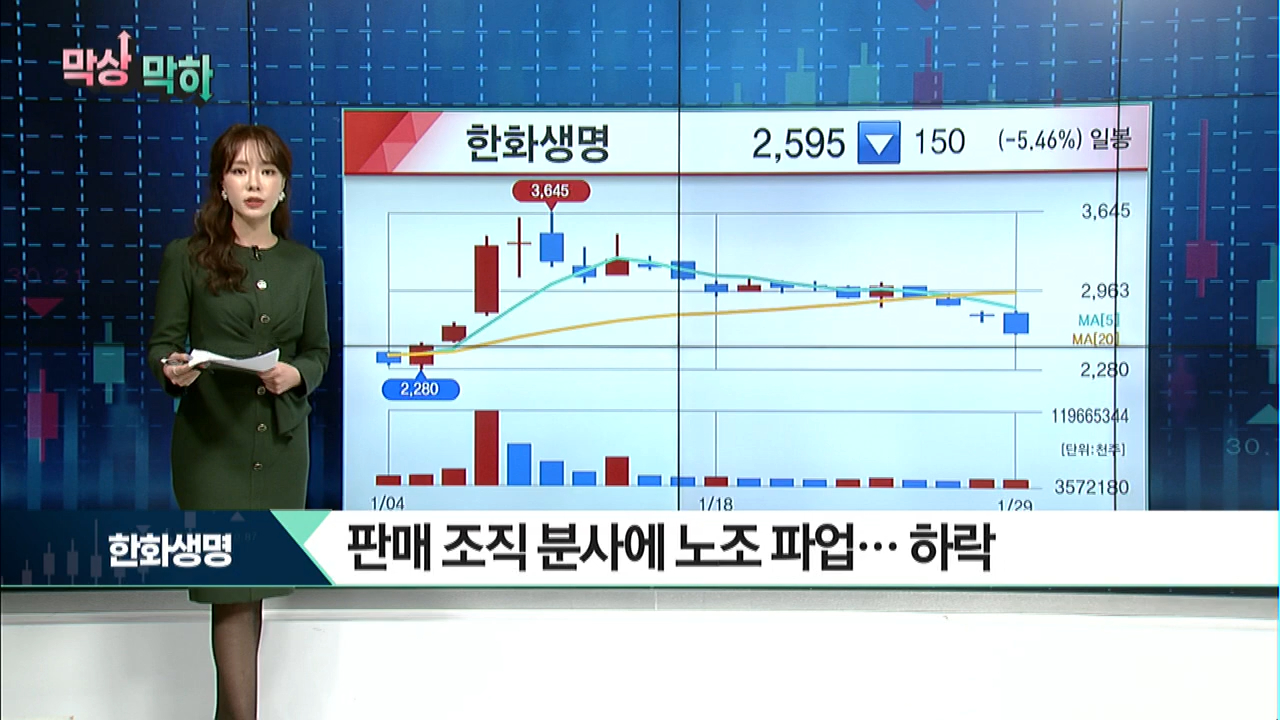 막상 막하
한화생명 2,595 ▼ 150 (-5.46%) 일봉
3,645
3,645
2,963
MA[5]
MA[20]
2,280
2,280
119665344
[단위:천주]
3572180
1/04 1/18 1/29
30.21
30.
한화생명 판매 조직 분사에 노조 파업… 하락